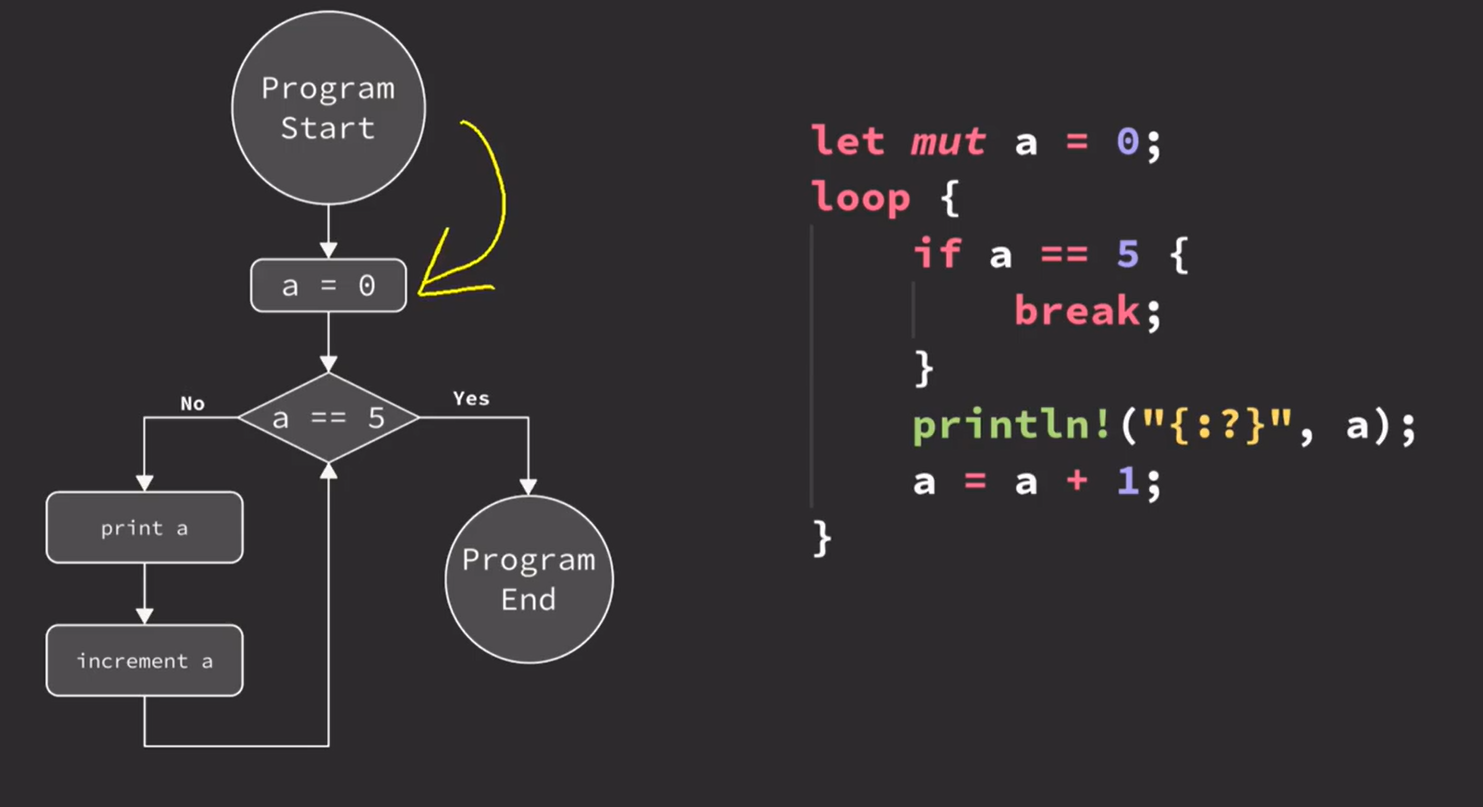 Program
Start
a = 0
a == 5
No
Yes
print a
increment a
Program
End
let mut a = 0;
loop {
    if a == 5 {
        break;
    }
    println!("{:?}", a);
    a = a + 1;
}